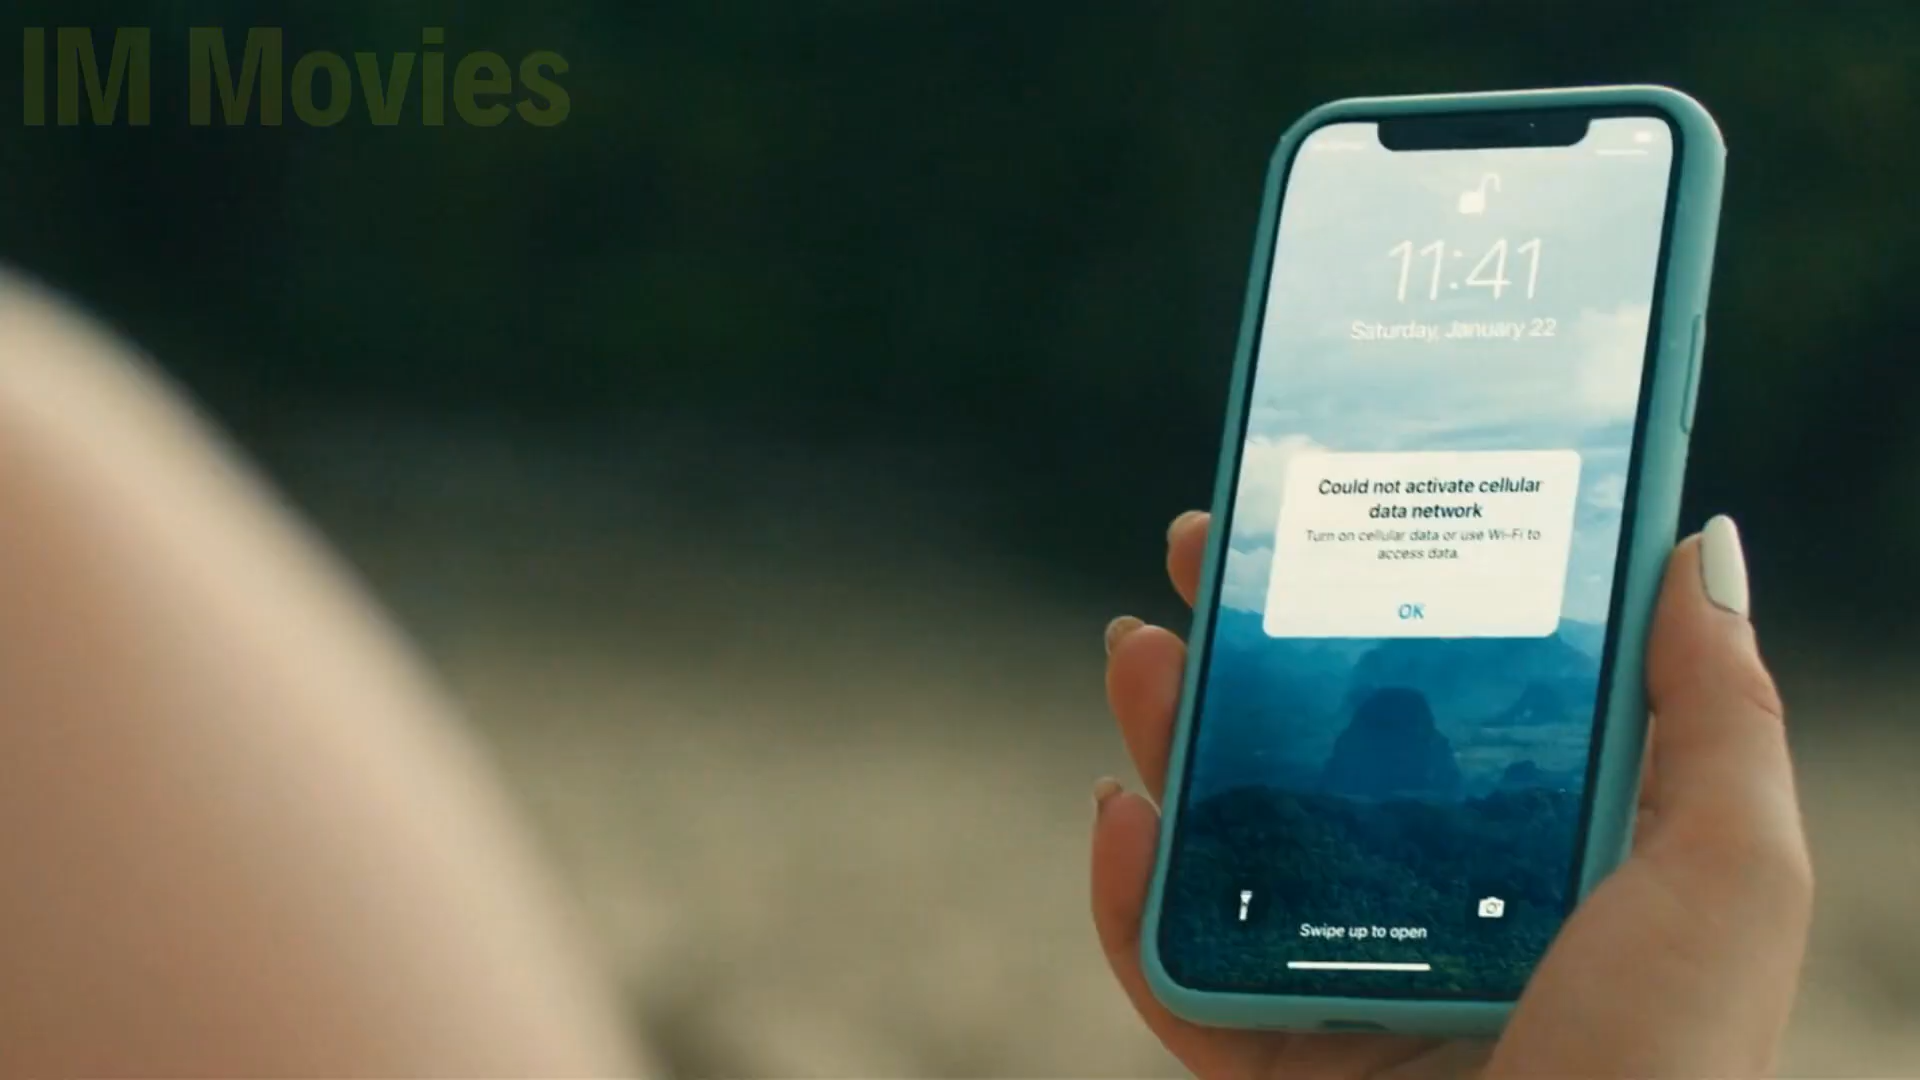 IM Movies
11:41
Saturday, January 22
Could not activate cellular
data network
Turn on cellular data or use Wi-Fi to
access data.
OK
Swipe up to open